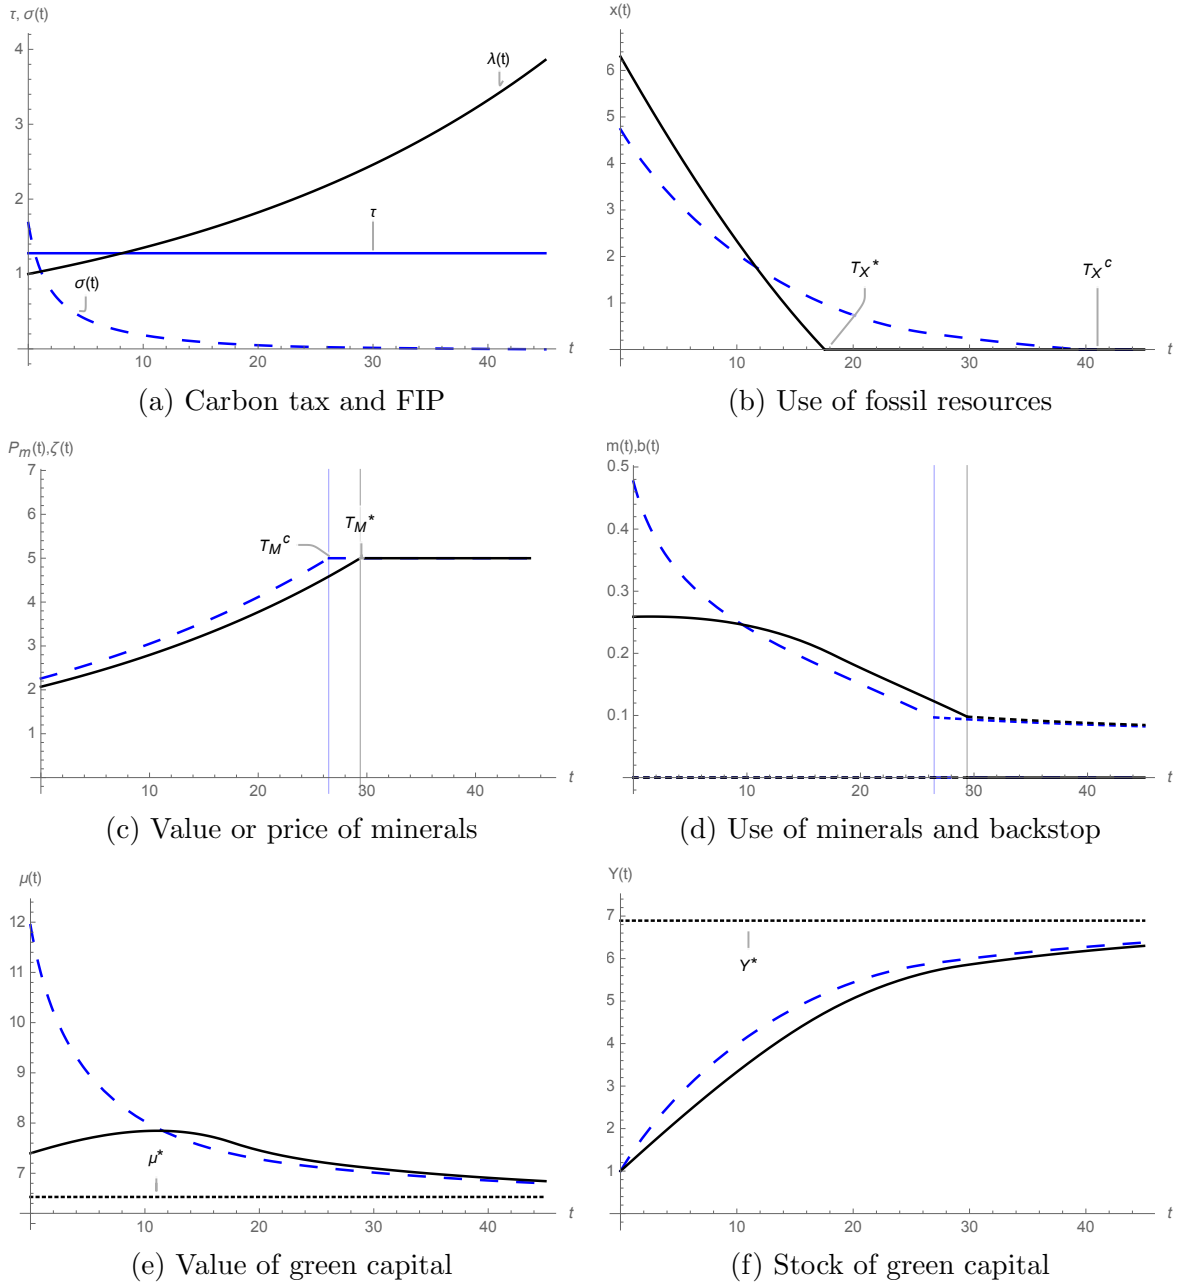 τ, σ(t)
4
3
2
1
λ(t)
τ
σ(t)
10
20
30
40
t
(a) Carbon tax and FIP
x(t)
6
5
4
3
2
1
T_X*
T_X^c
10
20
30
40
t
(b) Use of fossil resources
P_m(t),ζ(t)
7
6
5
4
3
2
1
T_M^c
T_M*
10
20
30
40
t
(c) Value or price of minerals
m(t),b(t)
0.5
0.4
0.3
0.2
0.1
10
20
30
40
t
(d) Use of minerals and backstop
μ(t)
12
11
10
9
8
7
μ*
10
20
30
40
t
(e) Value of green capital
Y(t)
7
6
5
4
3
2
1
Y*
10
20
30
40
t
(f) Stock of green capital